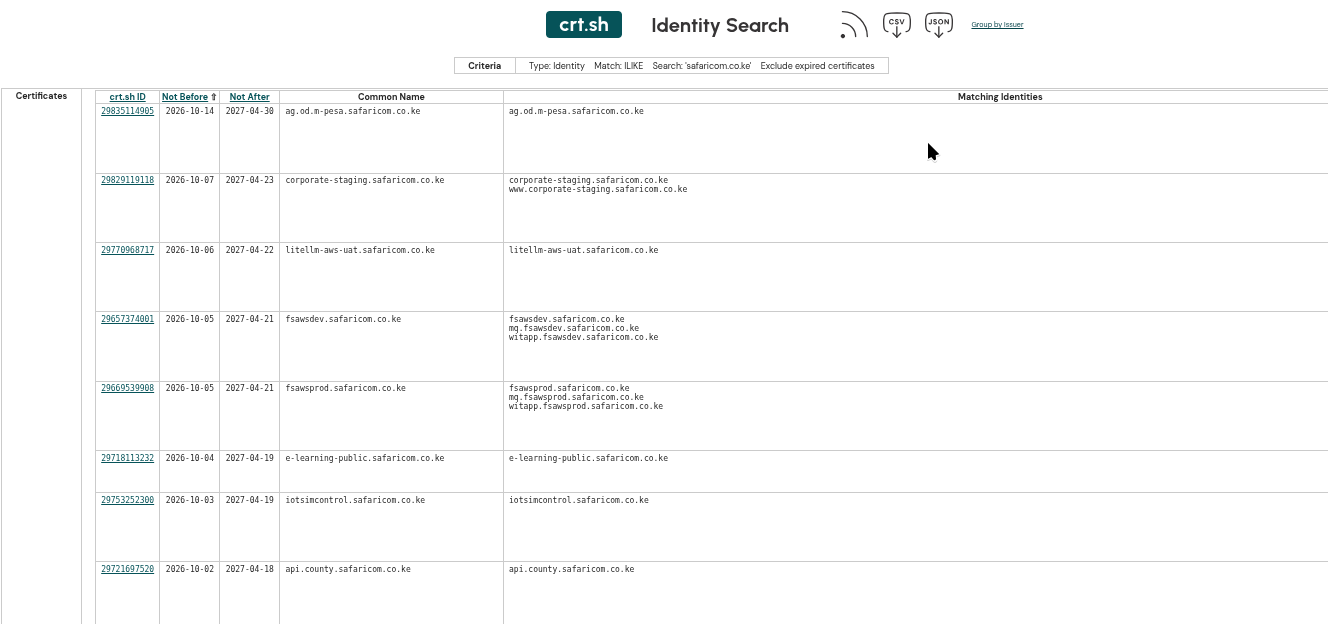 crt.sh Identity Search CSV JSON Group by Issuer
Criteria Type: Identity Match: ILIKE Search: 'safaricom.co.ke' Exclude expired certificates
Certificates crt.sh ID Not Before ⇧ Not After Common Name Matching Identities
29835114905 2026-10-14 2027-04-30 ag.od.m-pesa.safaricom.co.ke ag.od.m-pesa.safaricom.co.ke
29829119118 2026-10-07 2027-04-23 corporate-staging.safaricom.co.ke corporate-staging.safaricom.co.ke
www.corporate-staging.safaricom.co.ke
29770968717 2026-10-06 2027-04-22 litellm-aws-uat.safaricom.co.ke litellm-aws-uat.safaricom.co.ke
29657374001 2026-10-05 2027-04-21 fsawsdev.safaricom.co.ke fsawsdev.safaricom.co.ke
mq.fsawsdev.safaricom.co.ke
witapp.fsawsdev.safaricom.co.ke
29669539908 2026-10-05 2027-04-21 fsawsprod.safaricom.co.ke fsawsprod.safaricom.co.ke
mq.fsawsprod.safaricom.co.ke
witapp.fsawsprod.safaricom.co.ke
29718113232 2026-10-04 2027-04-19 e-learning-public.safaricom.co.ke e-learning-public.safaricom.co.ke
29753252300 2026-10-03 2027-04-19 iotsimcontrol.safaricom.co.ke iotsimcontrol.safaricom.co.ke
29721697520 2026-10-02 2027-04-18 api.county.safaricom.co.ke api.county.safaricom.co.ke